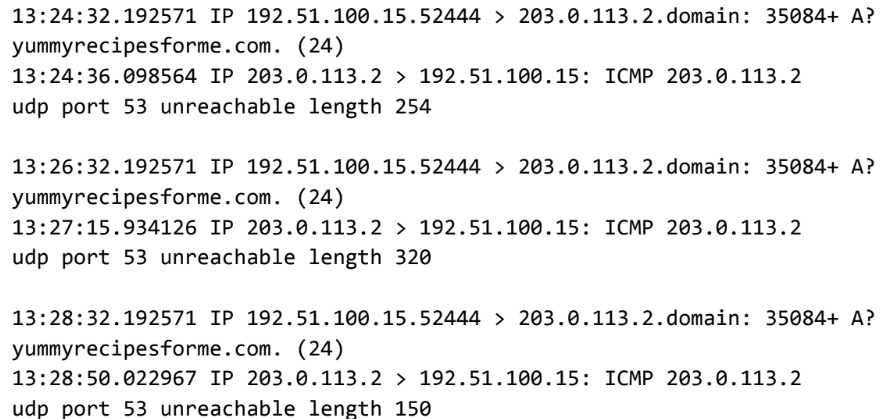 13:24:32.192571 IP 192.51.100.15.52444 > 203.0.113.2.domain: 35084+ A?
yummyrecipesforme.com. (24)
13:24:36.098564 IP 203.0.113.2 > 192.51.100.15: ICMP 203.0.113.2
udp port 53 unreachable length 254
13:26:32.192571 IP 192.51.100.15.52444 > 203.0.113.2.domain: 35084+ A?
yummyrecipesforme.com. (24)
13:27:15.934126 IP 203.0.113.2 > 192.51.100.15: ICMP 203.0.113.2
udp port 53 unreachable length 320
13:28:32.192571 IP 192.51.100.15.52444 > 203.0.113.2.domain: 35084+ A?
yummyrecipesforme.com. (24)
13:28:50.022967 IP 203.0.113.2 > 192.51.100.15: ICMP 203.0.113.2
udp port 53 unreachable length 150